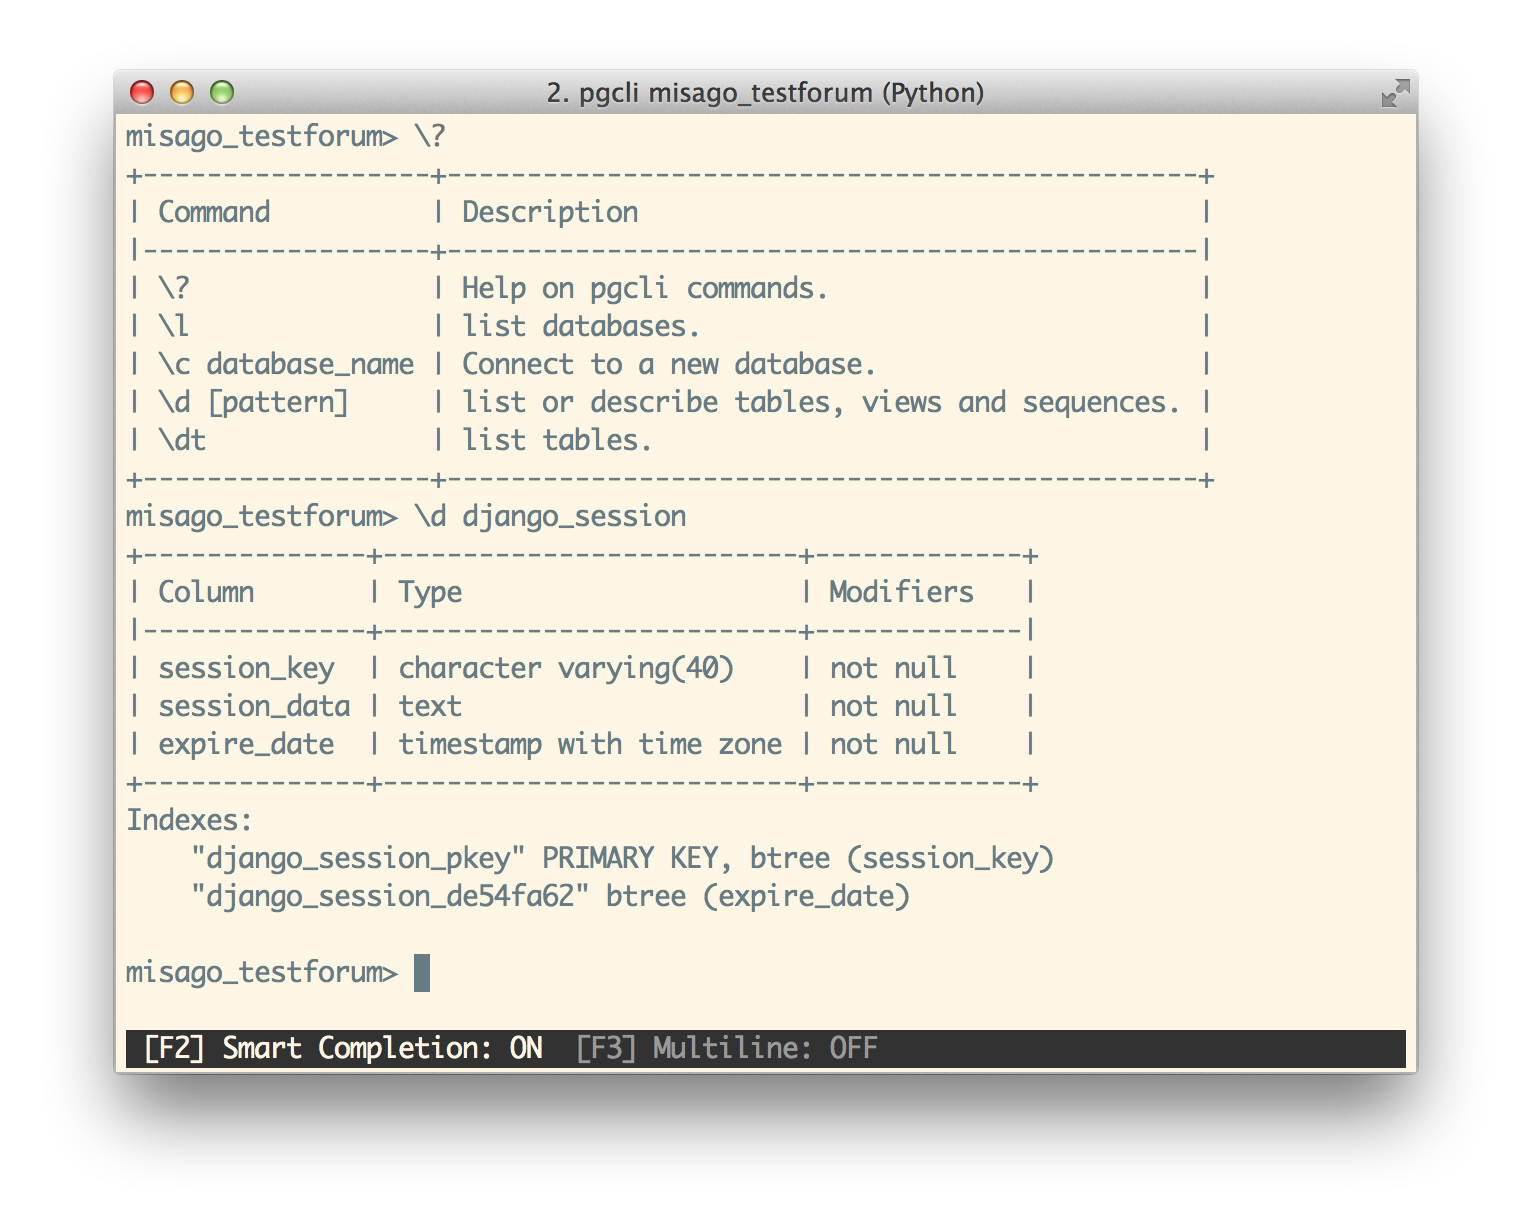 2. pgcli misago_testforum (Python)
misago_testforum> \?
+------------------+-----------------------------------------------+
| Command          | Description                                   |
|------------------+-----------------------------------------------|
| \?               | Help on pgcli commands.                       |
| \l               | list databases.                               |
| \c database_name | Connect to a new database.                    |
| \d [pattern]     | list or describe tables, views and sequences. |
| \dt              | list tables.                                  |
+------------------+-----------------------------------------------+
misago_testforum> \d django_session
+--------------+--------------------------+-------------+
| Column       | Type                     | Modifiers   |
|--------------+--------------------------+-------------|
| session_key  | character varying(40)    | not null    |
| session_data | text                     | not null    |
| expire_date  | timestamp with time zone | not null    |
+--------------+--------------------------+-------------+
Indexes:
    "django_session_pkey" PRIMARY KEY, btree (session_key)
    "django_session_de54fa62" btree (expire_date)
misago_testforum>
[F2] Smart Completion: ON  [F3] Multiline: OFF